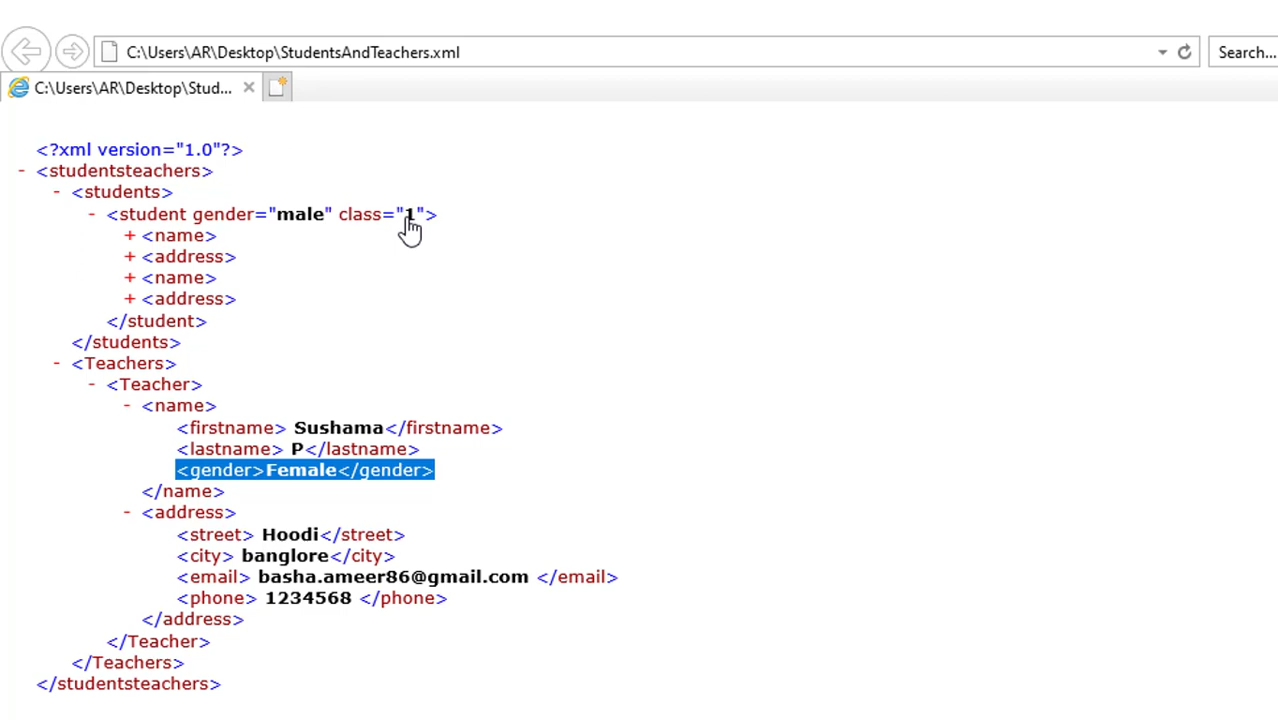 C:\Users\AR\Desktop\StudentsAndTeachers.xml
Search...
C:\Users\AR\Desktop\Stud...
<?xml version="1.0"?>
- <studentsteachers>
- <students>
- <student gender="male" class="1">
+ <name>
+ <address>
+ <name>
+ <address>
</student>
</students>
- <Teachers>
- <Teacher>
- <name>
<firstname> Sushama</firstname>
<lastname> P</lastname>
<gender>Female</gender>
</name>
- <address>
<street> Hoodi</street>
<city> banglore</city>
<email> basha.ameer86@gmail.com </email>
<phone> 1234568 </phone>
</address>
</Teacher>
</Teachers>
</studentsteachers>